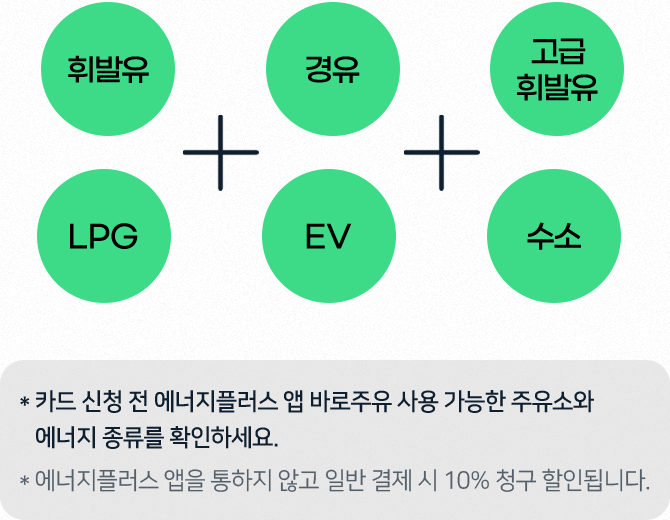 휘발유
경유
고급
휘발유
LPG
EV
수소
* 카드 신청 전 에너지플러스 앱 바로주유 사용 가능한 주유소와
에너지 종류를 확인하세요.
* 에너지플러스 앱을 통하지 않고 일반 결제 시 10% 청구 할인됩니다.